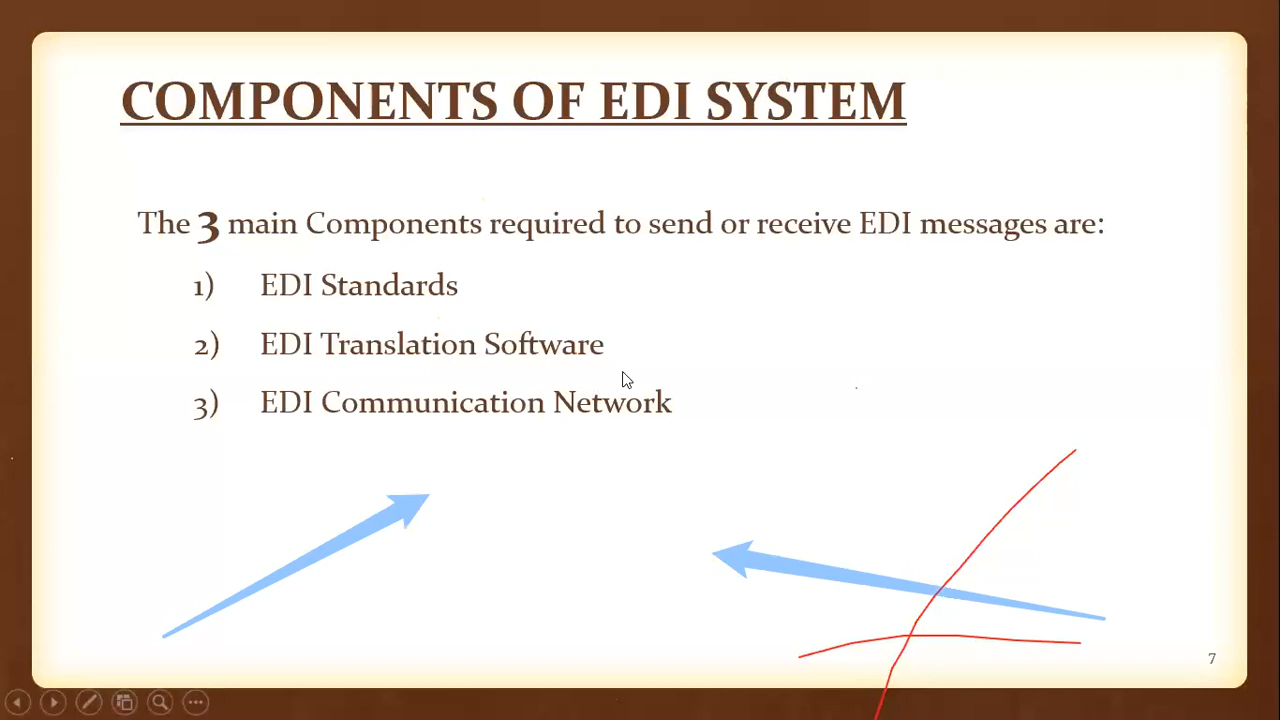 COMPONENTS OF EDI SYSTEM
The 3 main Components required to send or receive EDI messages are:
1) EDI Standards
2) EDI Translation Software
3) EDI Communication Network
7